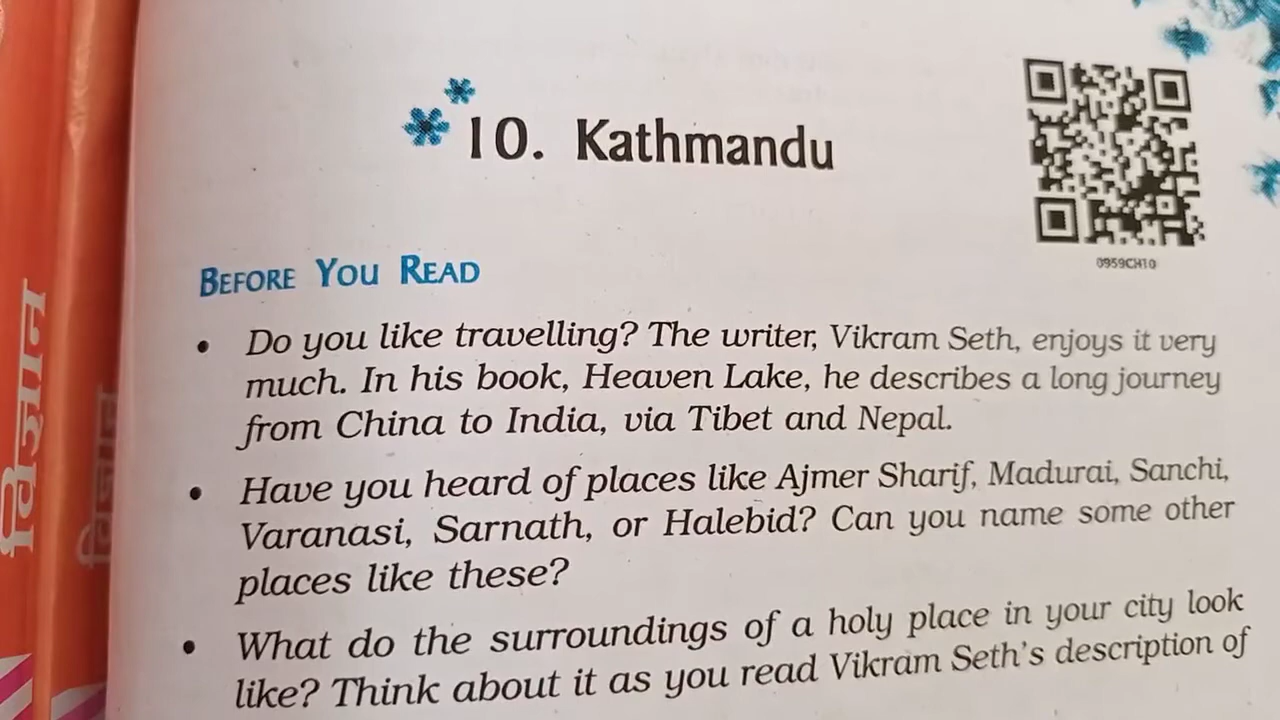 10. Kathmandu
0959CH10
BEFORE YOU READ
• Do you like travelling? The writer, Vikram Seth, enjoys it very
much. In his book, Heaven Lake, he describes a long journey
from China to India, via Tibet and Nepal.
• Have you heard of places like Ajmer Sharif, Madurai, Sanchi,
Varanasi, Sarnath, or Halebid? Can you name some other
places like these?
• What do the surroundings of a holy place in your city look
like? Think about it as you read Vikram Seth's description of
विज्ञान
विज्ञान